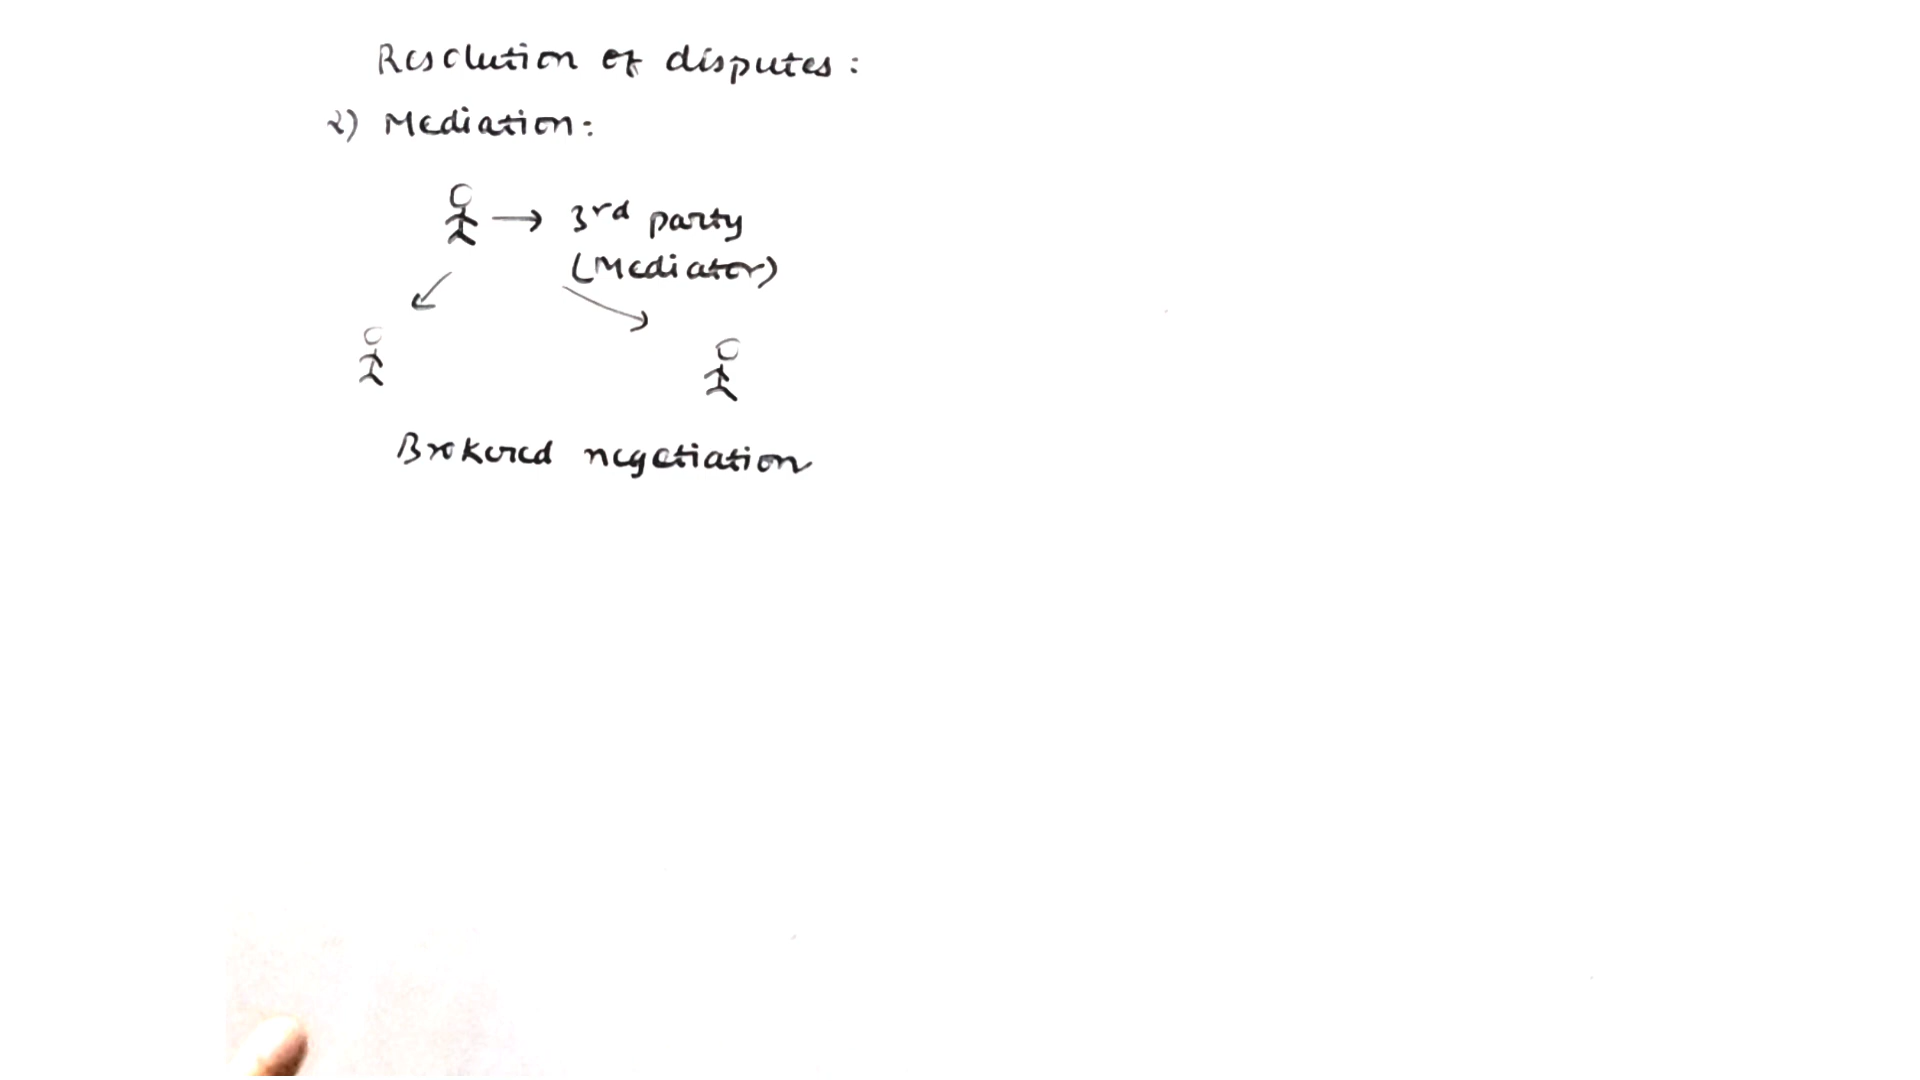 Resolution of disputes:
2) Mediation:
→ 3rd party
(Mediator)
Brokered negotiation